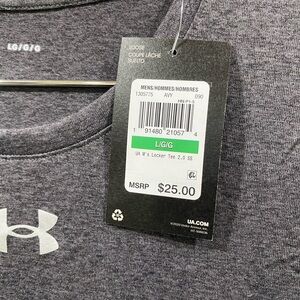 LG/G/G
LOOSE
COUPE LÂCHE
SUELTO
MENS/HOMMES/HOMBRES
1305775 AVY 090
1 91480 21057 4
L/G/G
UA M's Locker Tee 2.0 SS
MSRP $25.00
UA.COM